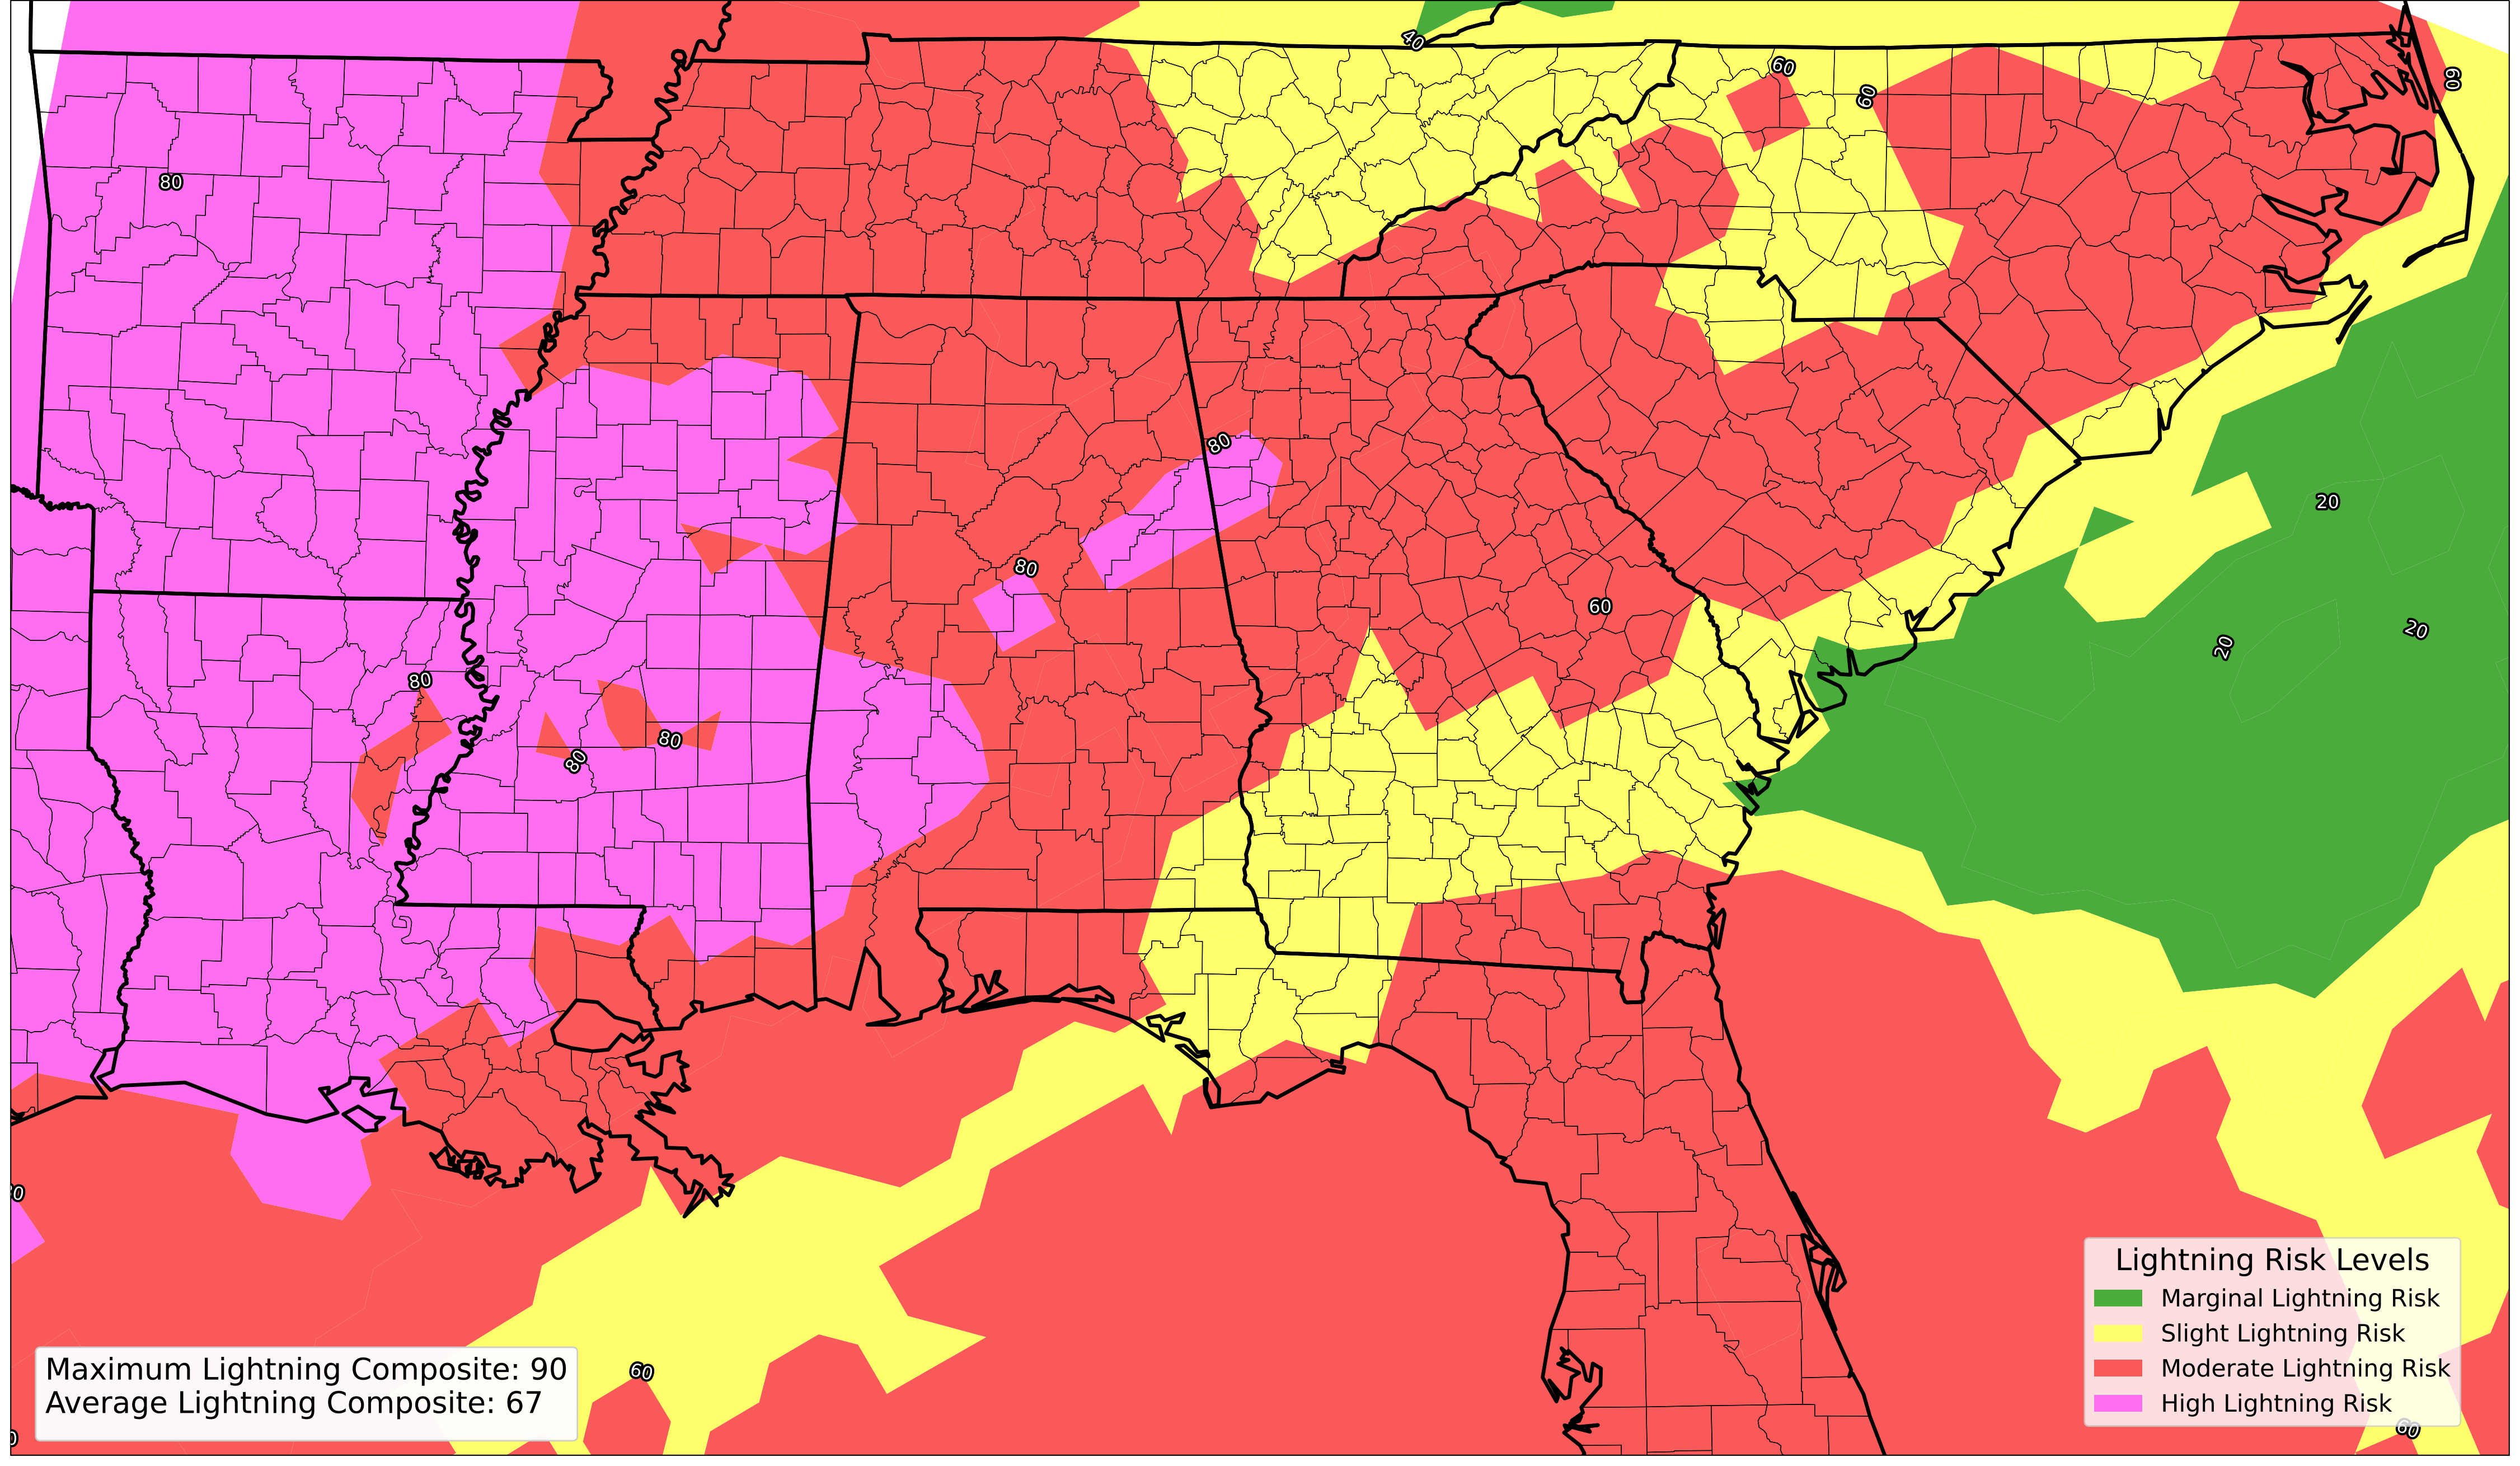 40
60
60
60
80
80
20
80
60
20
20
80
80
80
60
60
Lightning Risk Levels
Marginal Lightning Risk
Slight Lightning Risk
Moderate Lightning Risk
High Lightning Risk
Maximum Lightning Composite: 90
Average Lightning Composite: 67